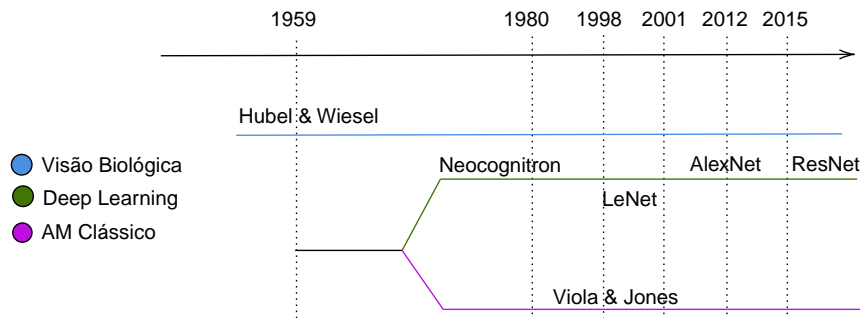 1959 1980 1998 2001 2012 2015
Hubel & Wiesel
Visão Biológica
Neocognitron AlexNet ResNet
Deep Learning
LeNet
AM Clássico
Viola & Jones